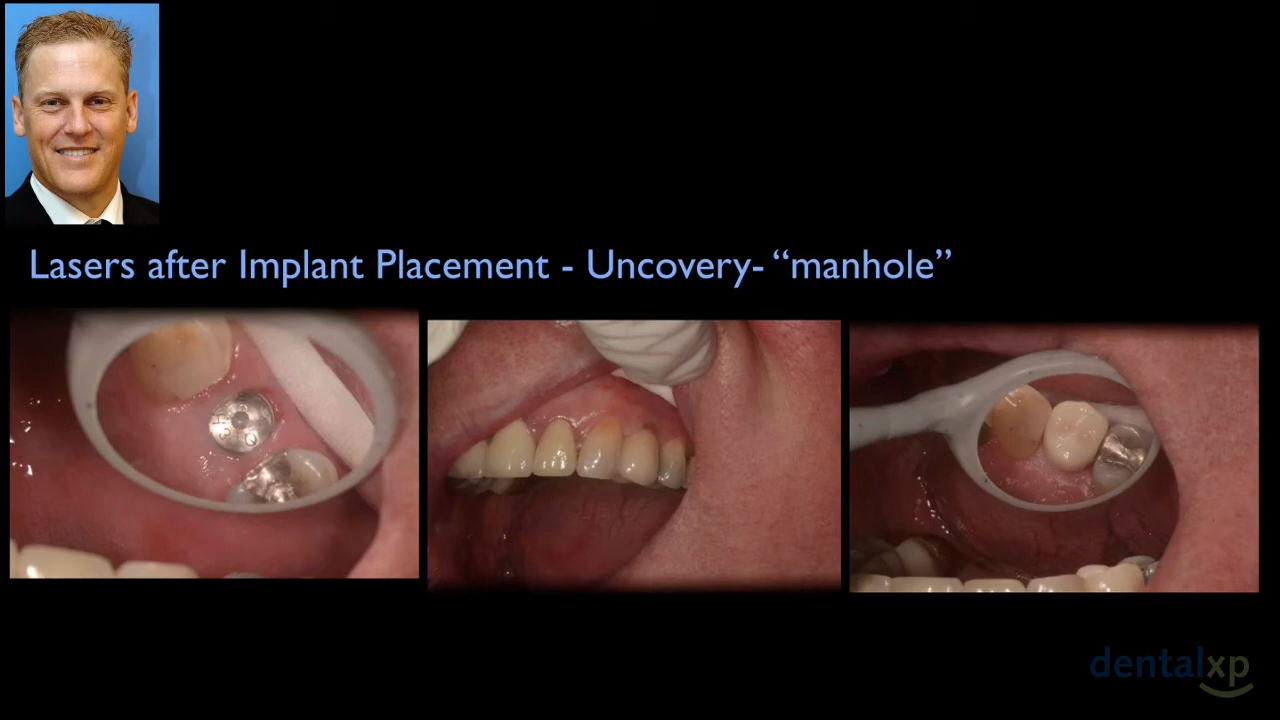 Lasers after Implant Placement - Uncovery- “manhole”
dentalxp